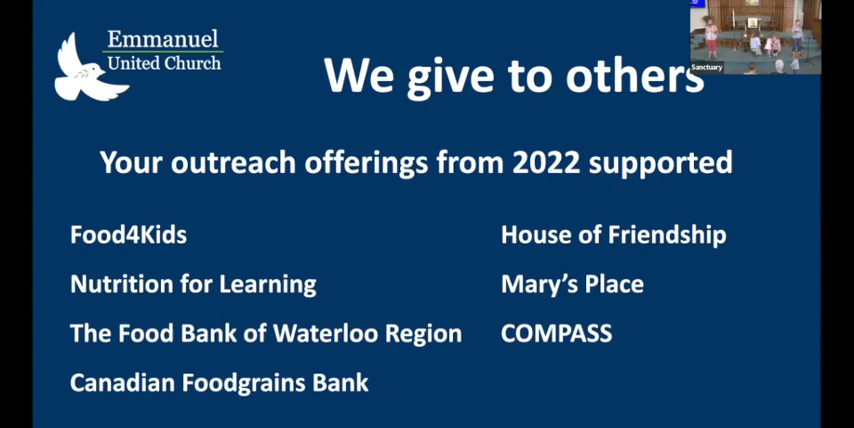 Emmanuel
United Church
Sanctuary
We give to others
Your outreach offerings from 2022 supported
Food4Kids
Nutrition for Learning
The Food Bank of Waterloo Region
Canadian Foodgrains Bank
House of Friendship
Mary’s Place
COMPASS